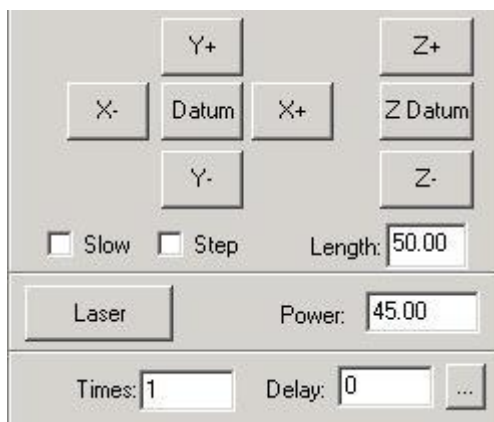 Y+ Z+
X- Datum X+ Z Datum
Y- Z-
Slow Step Length: 50.00
Laser Power: 45.00
Times: 1 Delay: 0 ...